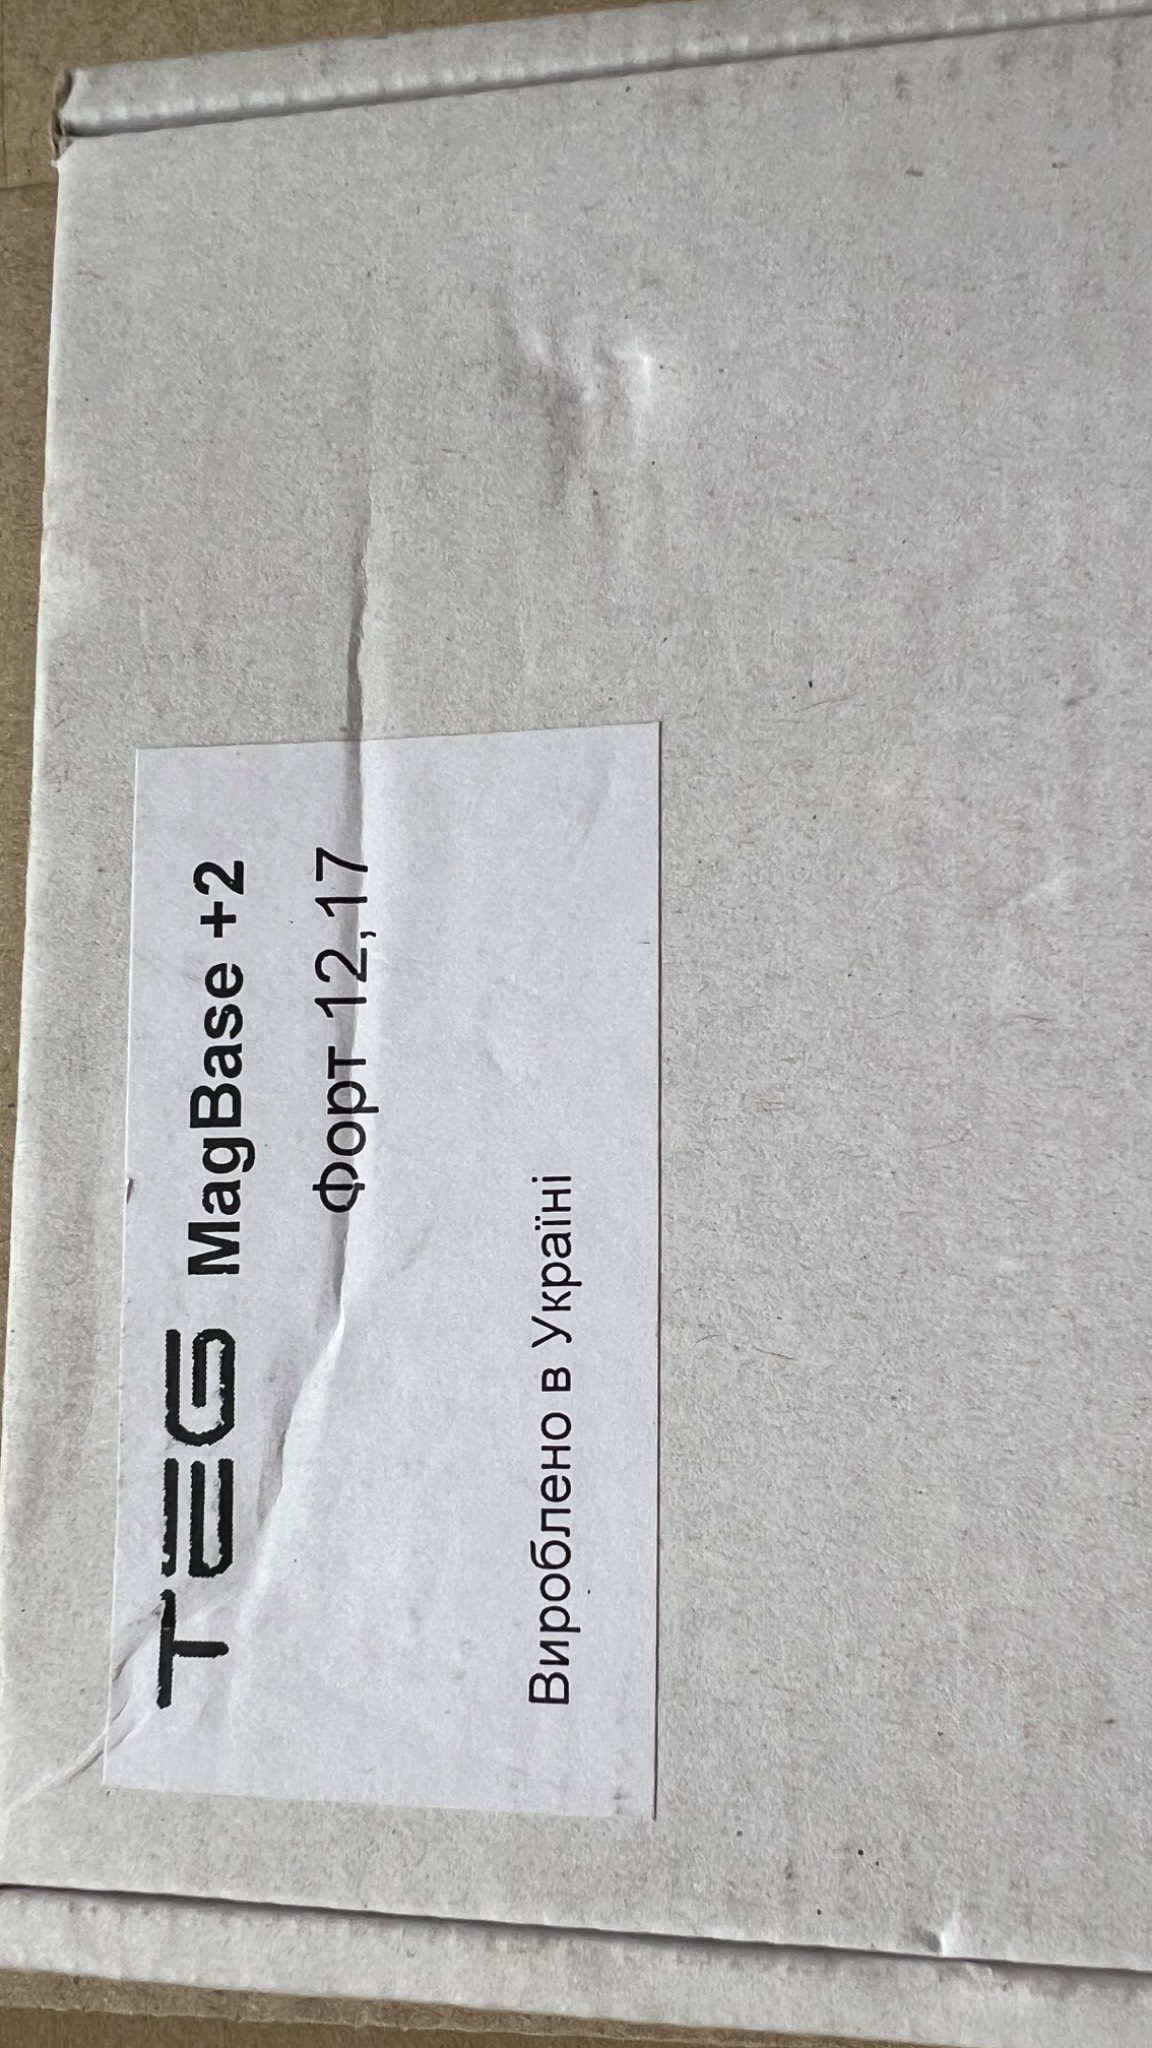 TEG MagBase +2
Форт 12,17
Вироблено в Україні